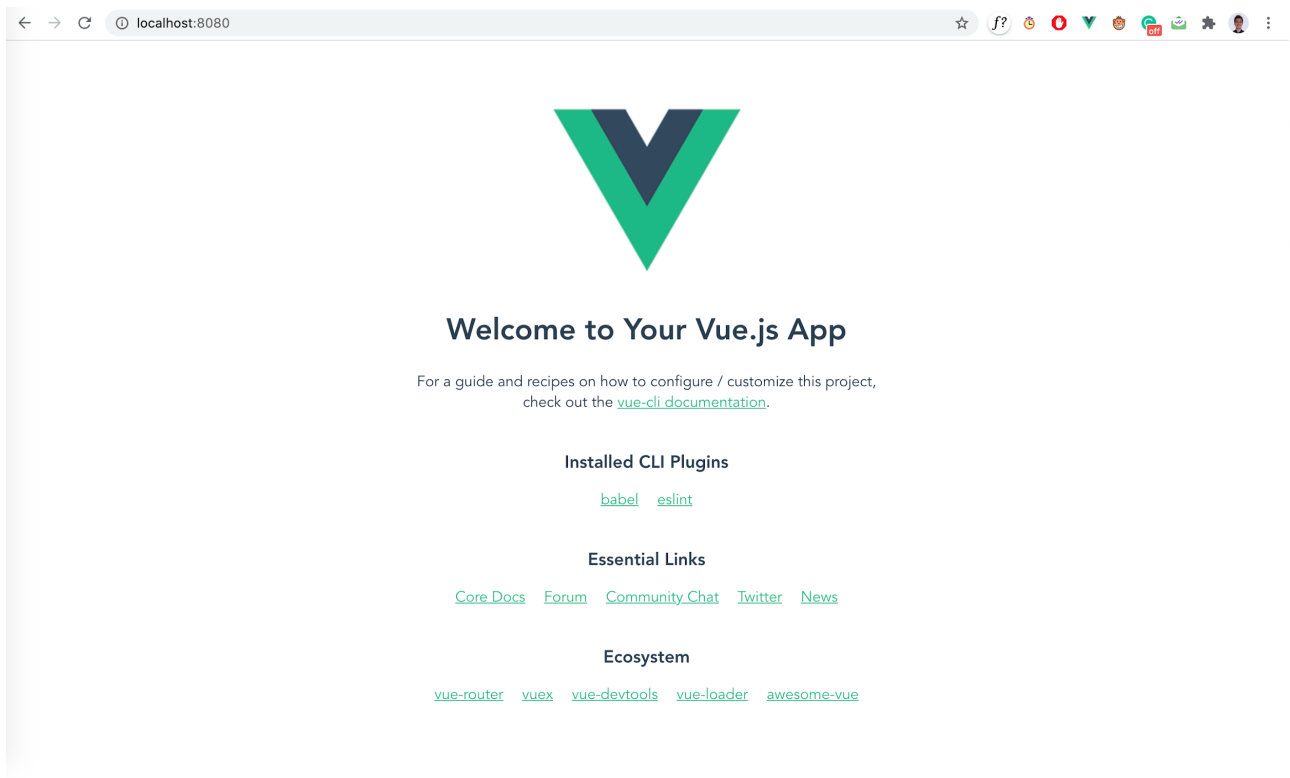 localhost:8080
f?
off
Welcome to Your Vue.js App
For a guide and recipes on how to configure / customize this project,
check out the vue-cli documentation.
Installed CLI Plugins
babel eslint
Essential Links
Core Docs Forum Community Chat Twitter News
Ecosystem
vue-router vuex vue-devtools vue-loader awesome-vue